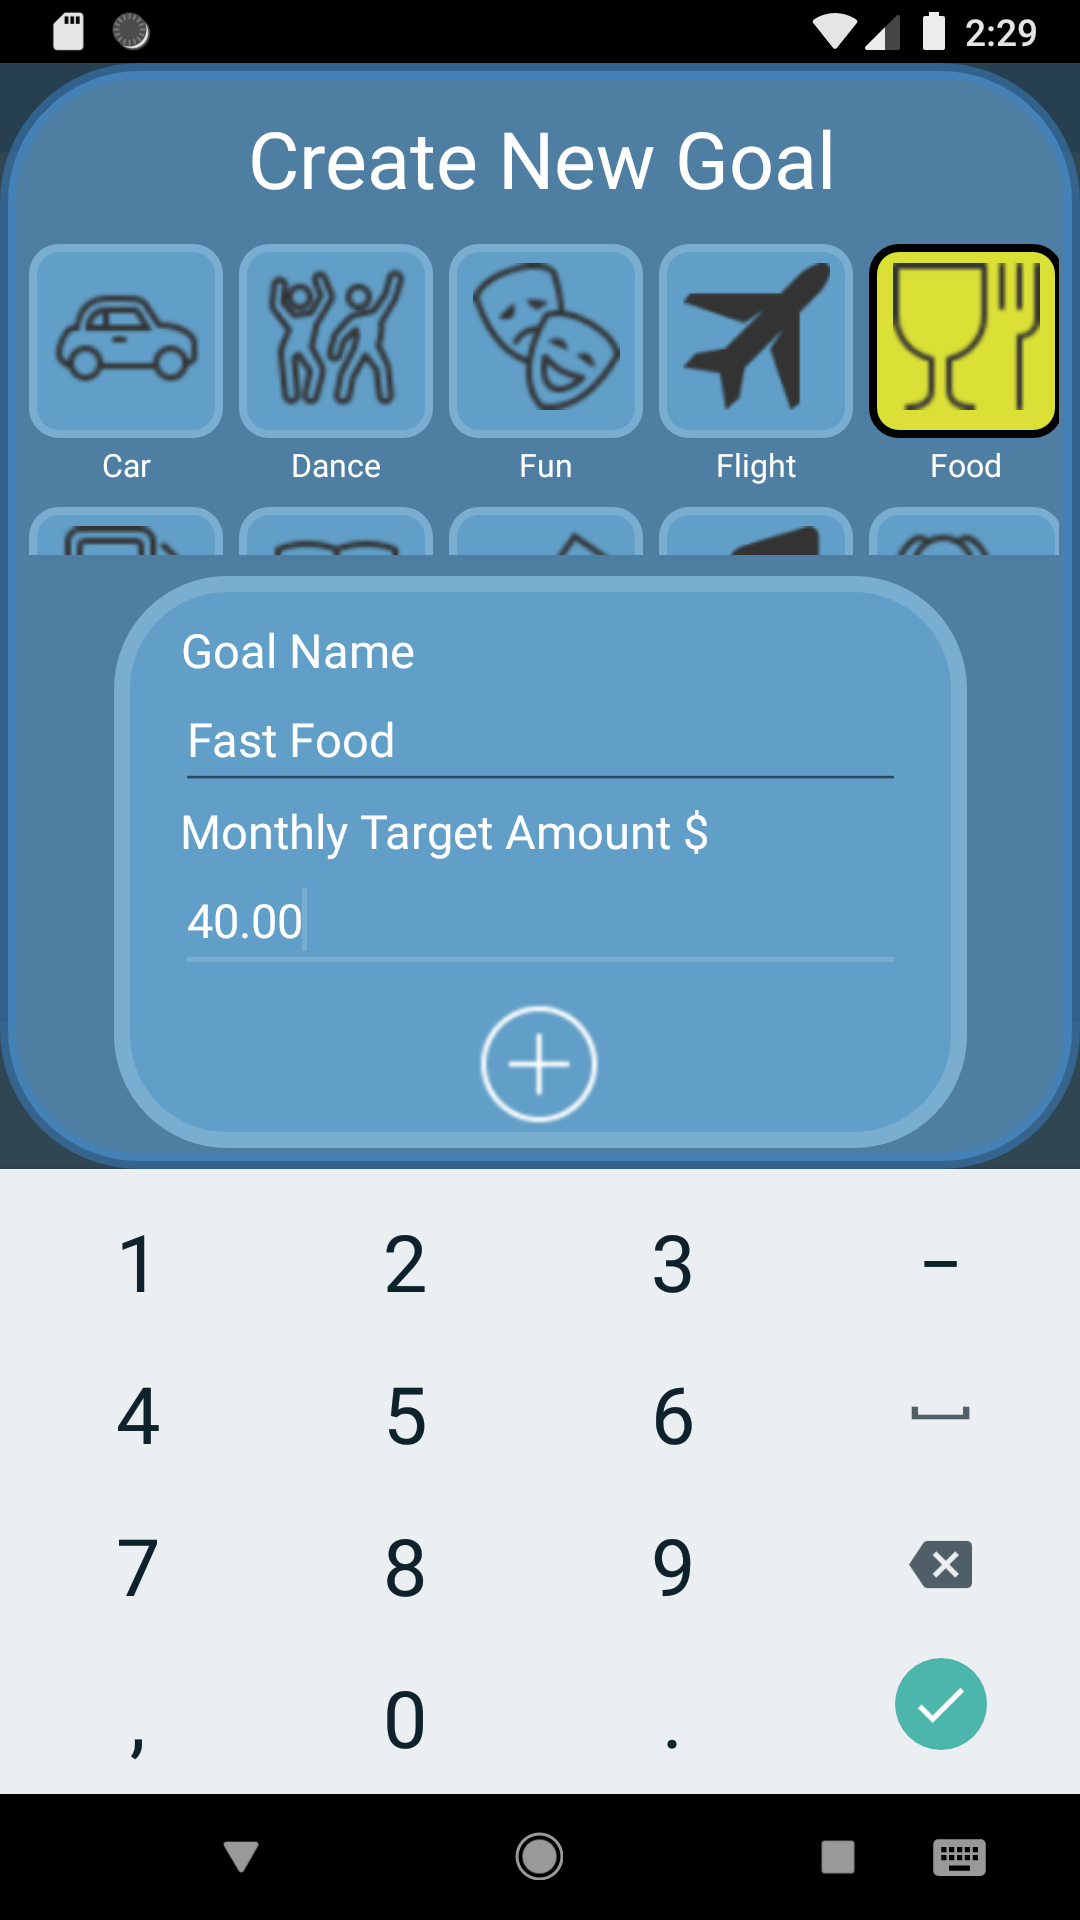 2:29
Create New Goal
Car Dance Fun Flight Food
Goal Name
Fast Food
Monthly Target Amount $
40.00
1 2 3 –
4 5 6
7 8 9
, 0 .